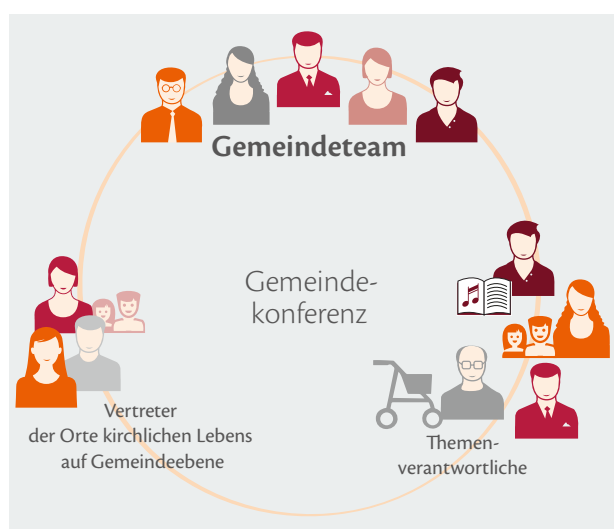 Gemeindeteam
Gemeinde-
konferenz
Vertreter
der Orte kirchlichen Lebens
auf Gemeindeebene
Themen-
verantwortliche